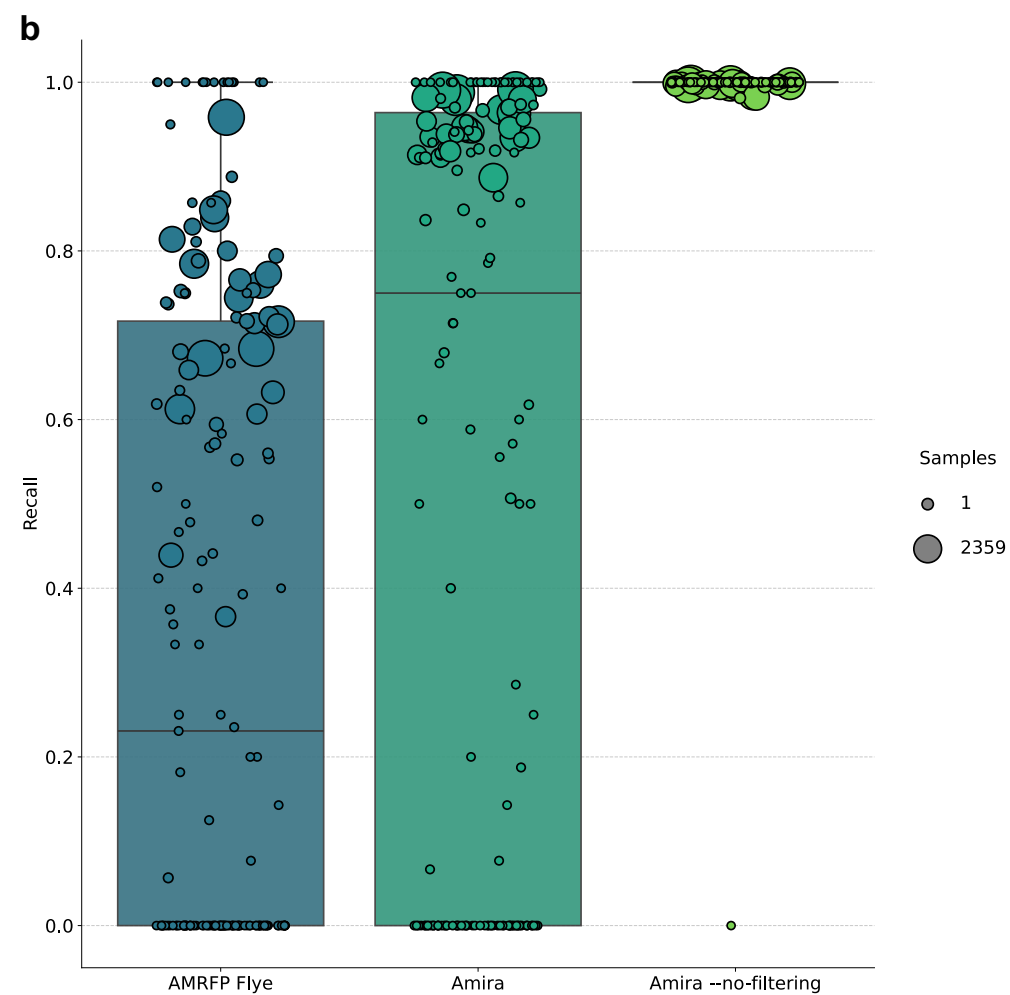 b
1.0
0.8
0.6
0.4
0.2
0.0
Recall
AMRFP Flye
Amira
Amira --no-filtering
Samples
1
2359